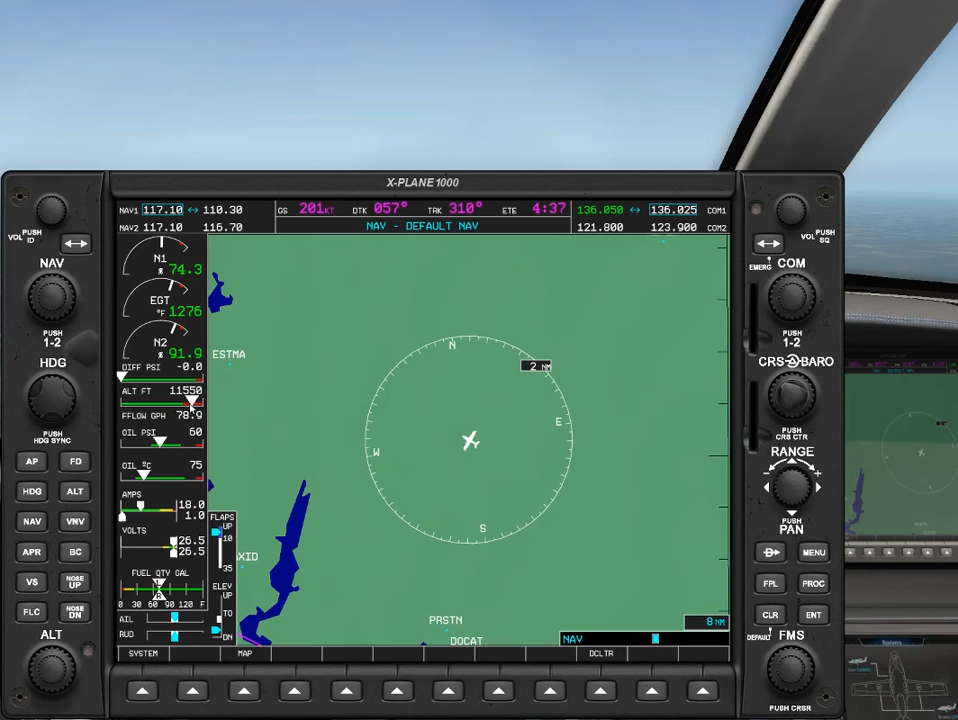 X-PLANE 1000
NAV1 117.10 ↔ 110.30 GS 201KT DTK 057° TRK 310° ETE 4:37 136.050 ↔ 136.025 COM1
NAV2 117.10 116.70 NAV - DEFAULT NAV 121.800 123.900 COM2
VOL PUSH ID
NAV
PUSH
1-2
HDG
PUSH
HDG SYNC
AP FD
HDG ALT
NAV VNV
APR BC
VS NOSE UP
FLC NOSE DN
ALT
N1
% 74.3
EGT
°F 1276
N2
% 91.9
DIFF PSI -0.0
ALT FT 11550
FFLOW GPH 78.9
OIL PSI 60
OIL ºC 75
AMPS
18.0
1.0
VOLTS
26.5
26.5
FUEL QTY GAL
L
R
0 30 60 90 120 F
AIL
RUD
FLAPS
UP
10
35
ELEV
UP
TO
DN
ESTMA
XID
N
2 NM
E
W
S
PRSTN
DOCAT
8 NM
NAV
SYSTEM MAP DCLTR
VOL PUSH SQ
EMERG
COM
PUSH
1-2
CRS BARO
PUSH
CRS CTR
RANGE
- +
PUSH
PAN
D MENU
FPL PROC
CLR ENT
DEFAULT FMS
PUSH CRSR
Systems